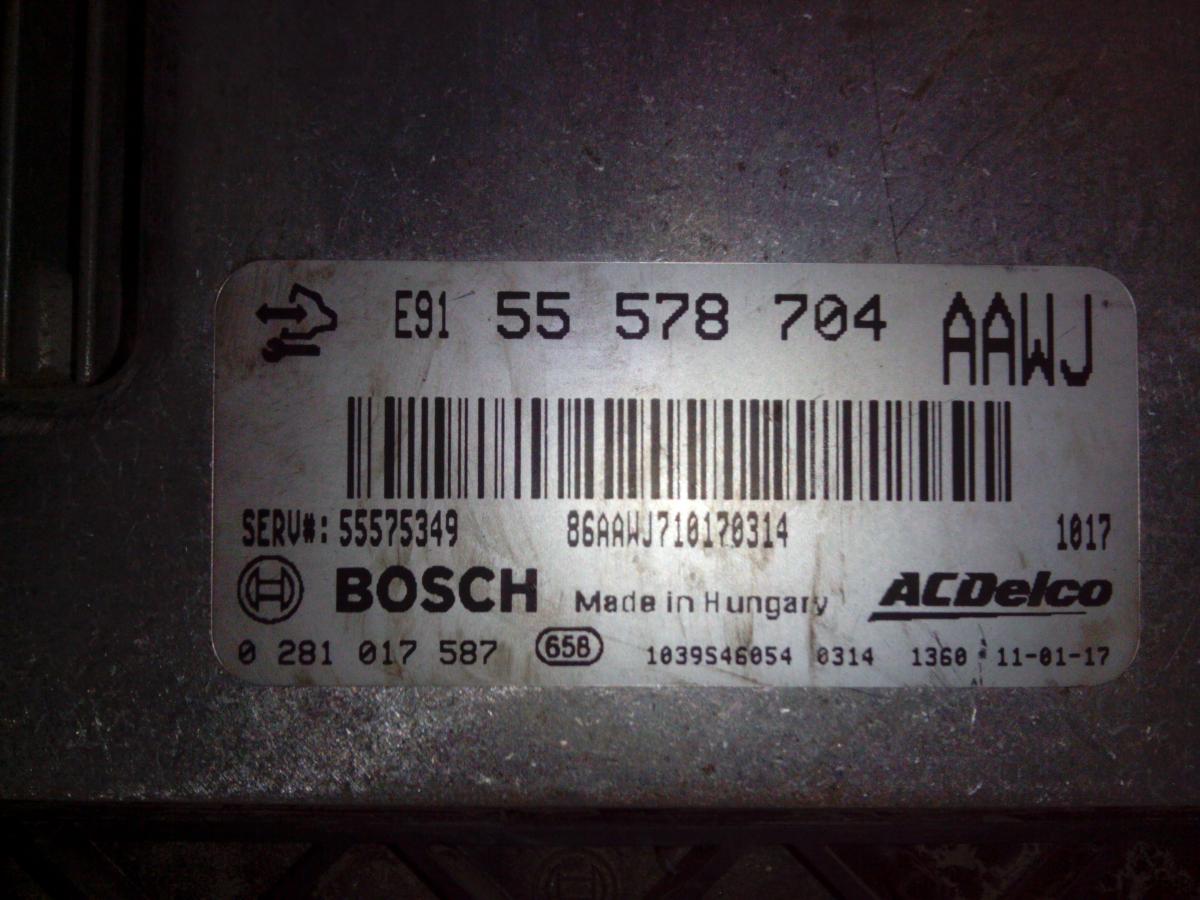 E91 55 578 704 AAWJ
SERV#: 55575349 86AAWJ710170314 1017
BOSCH Made in Hungary ACDelco
0 281 017 587 658 1039S46054 0314 1360 11-01-17